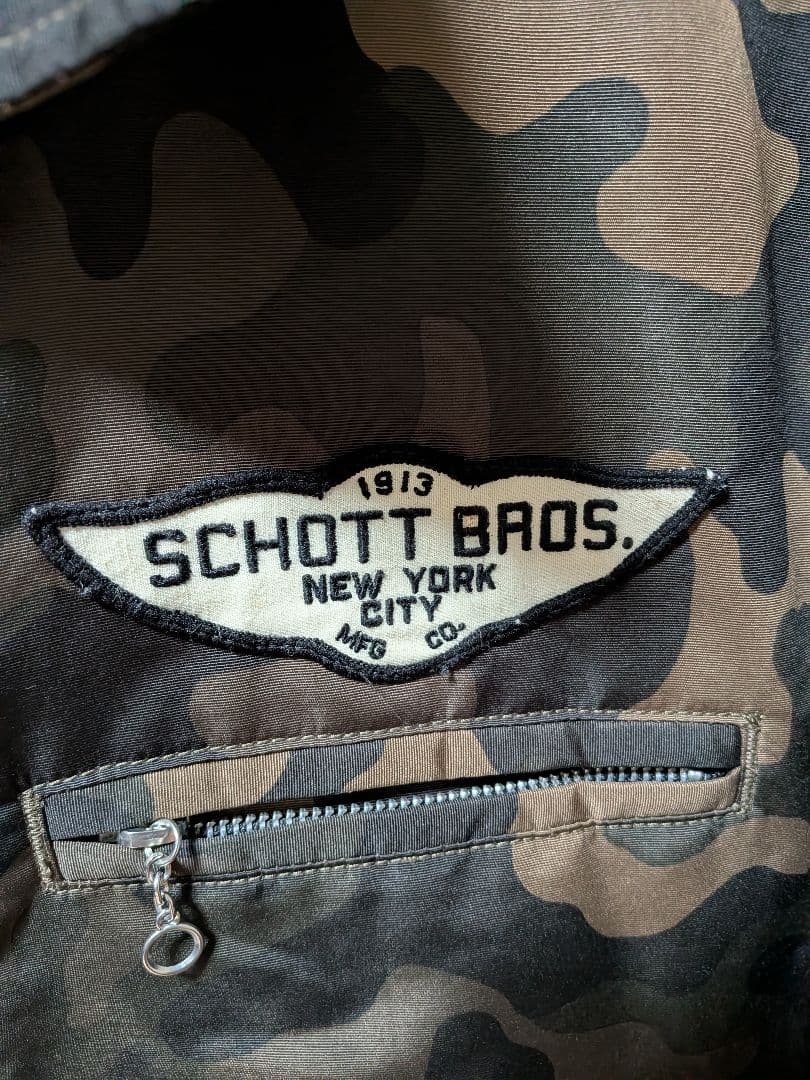 1913
SCHOTT BROS.
NEW YORK
CITY
MFG CO.